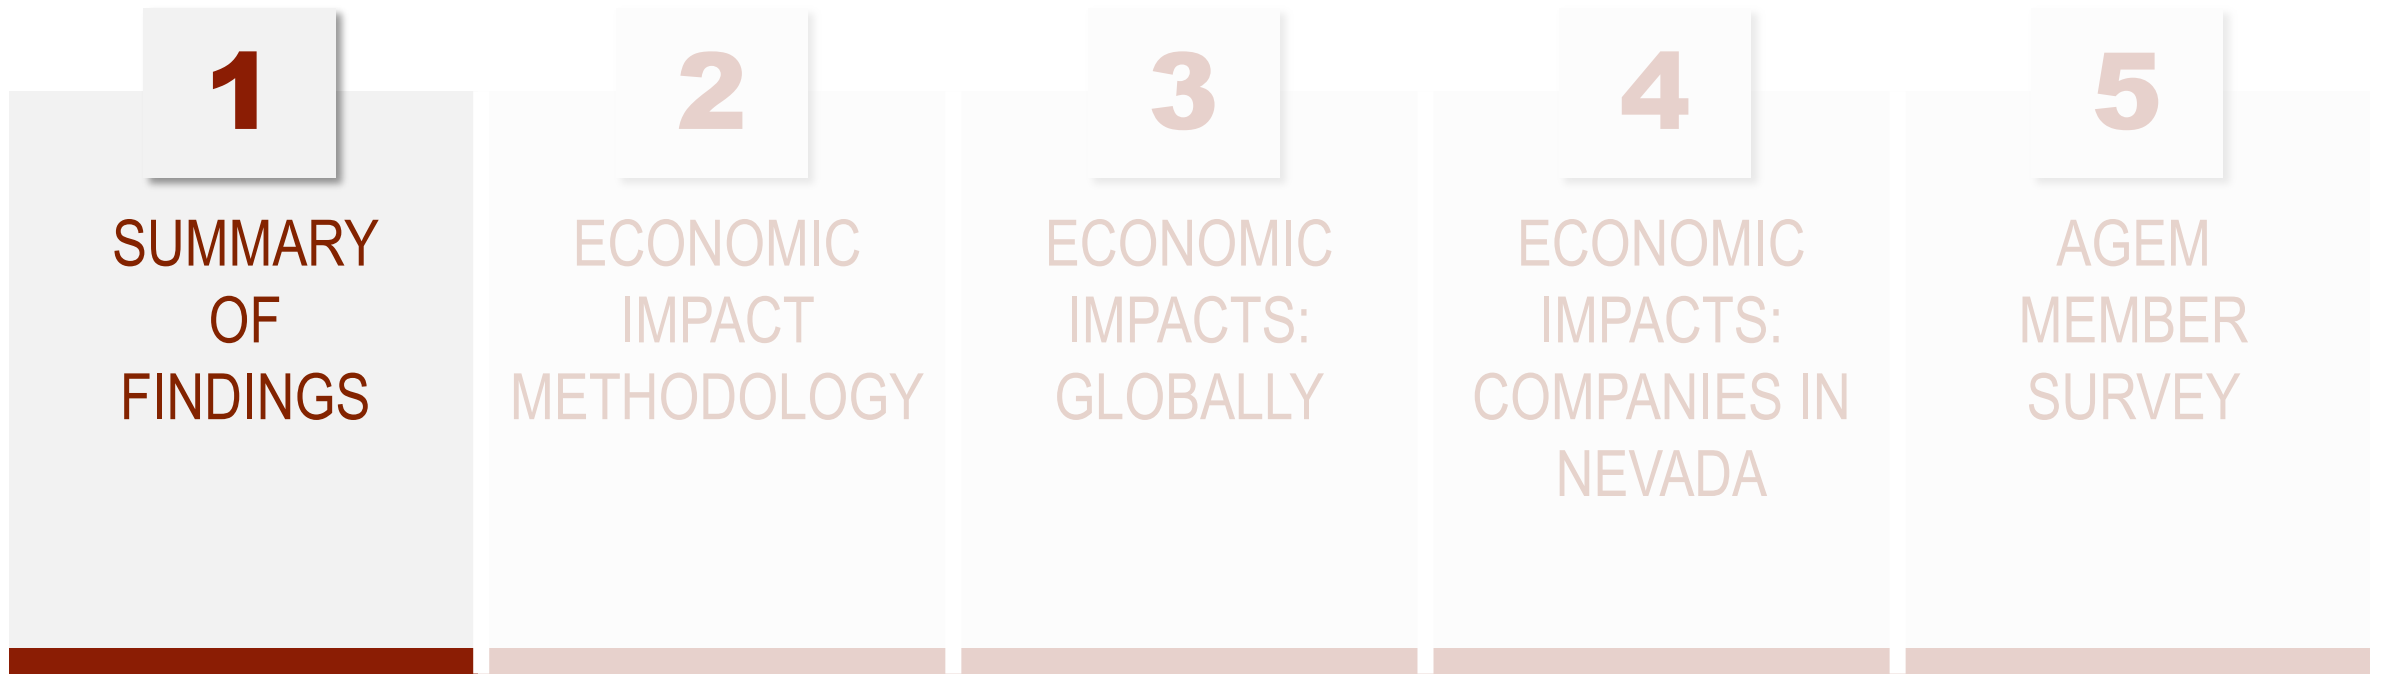 1
SUMMARY
OF
FINDINGS
2
ECONOMIC
IMPACT
METHODOLOGY
3
ECONOMIC
IMPACTS:
GLOBALLY
4
ECONOMIC
IMPACTS:
COMPANIES IN
NEVADA
5
AGEM
MEMBER
SURVEY